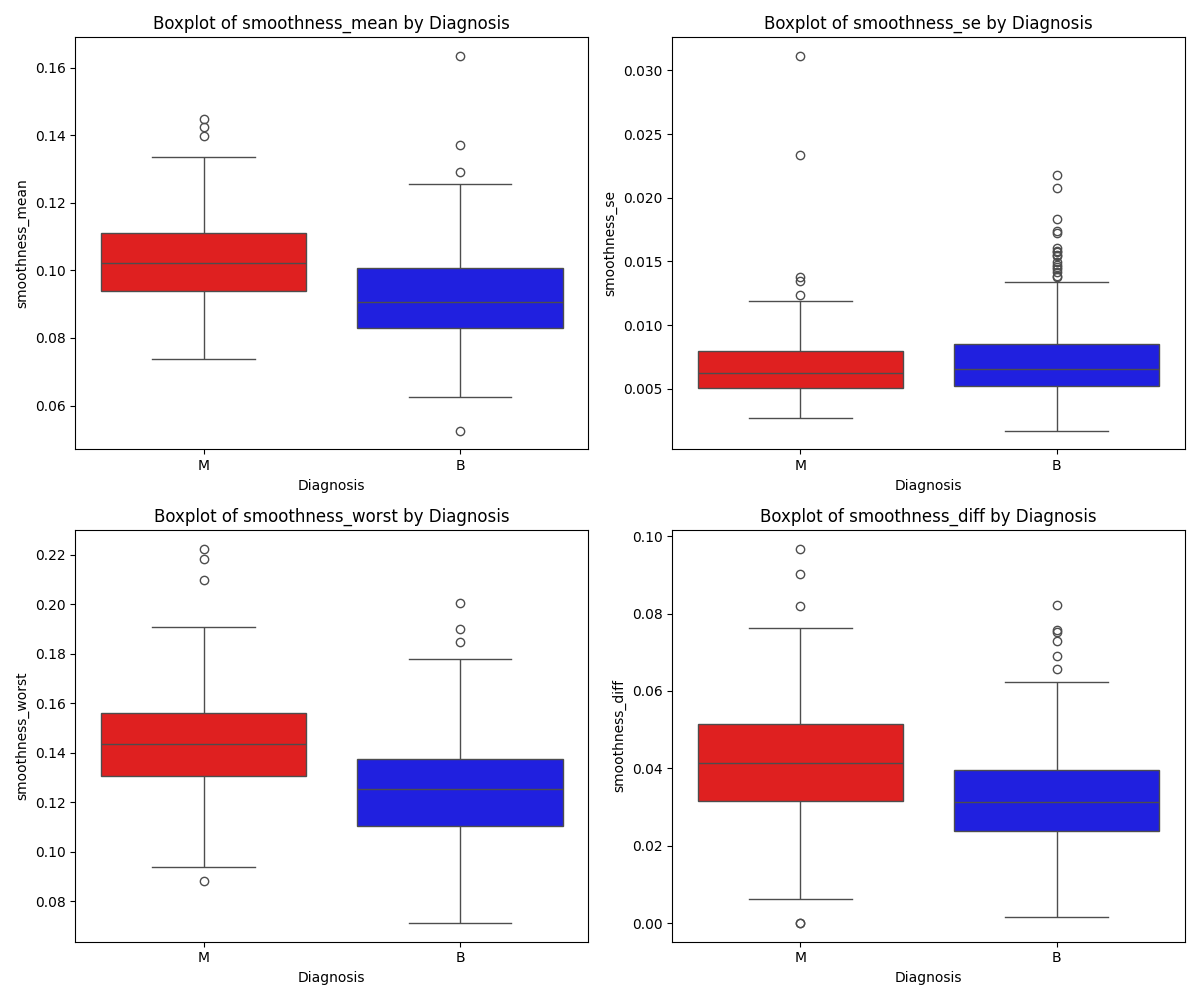 Boxplot of smoothness_mean by Diagnosis
smoothness_mean
0.16
0.14
0.12
0.10
0.08
0.06
M
B
Diagnosis
Boxplot of smoothness_se by Diagnosis
smoothness_se
0.030
0.025
0.020
0.015
0.010
0.005
M
B
Diagnosis
Boxplot of smoothness_worst by Diagnosis
smoothness_worst
0.22
0.20
0.18
0.16
0.14
0.12
0.10
0.08
M
B
Diagnosis
Boxplot of smoothness_diff by Diagnosis
smoothness_diff
0.10
0.08
0.06
0.04
0.02
0.00
M
B
Diagnosis